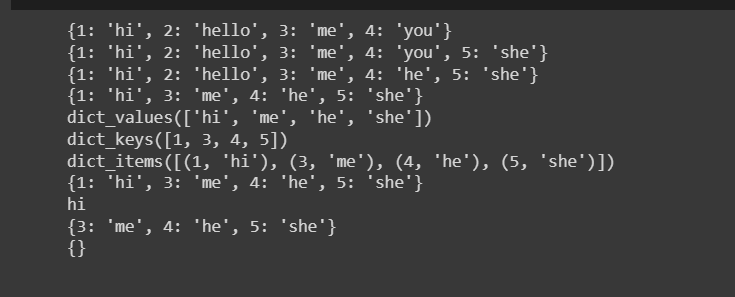 {1: 'hi', 2: 'hello', 3: 'me', 4: 'you'}
{1: 'hi', 2: 'hello', 3: 'me', 4: 'you', 5: 'she'}
{1: 'hi', 2: 'hello', 3: 'me', 4: 'he', 5: 'she'}
{1: 'hi', 3: 'me', 4: 'he', 5: 'she'}
dict_values(['hi', 'me', 'he', 'she'])
dict_keys([1, 3, 4, 5])
dict_items([(1, 'hi'), (3, 'me'), (4, 'he'), (5, 'she')])
{1: 'hi', 3: 'me', 4: 'he', 5: 'she'}
hi
{3: 'me', 4: 'he', 5: 'she'}
{}